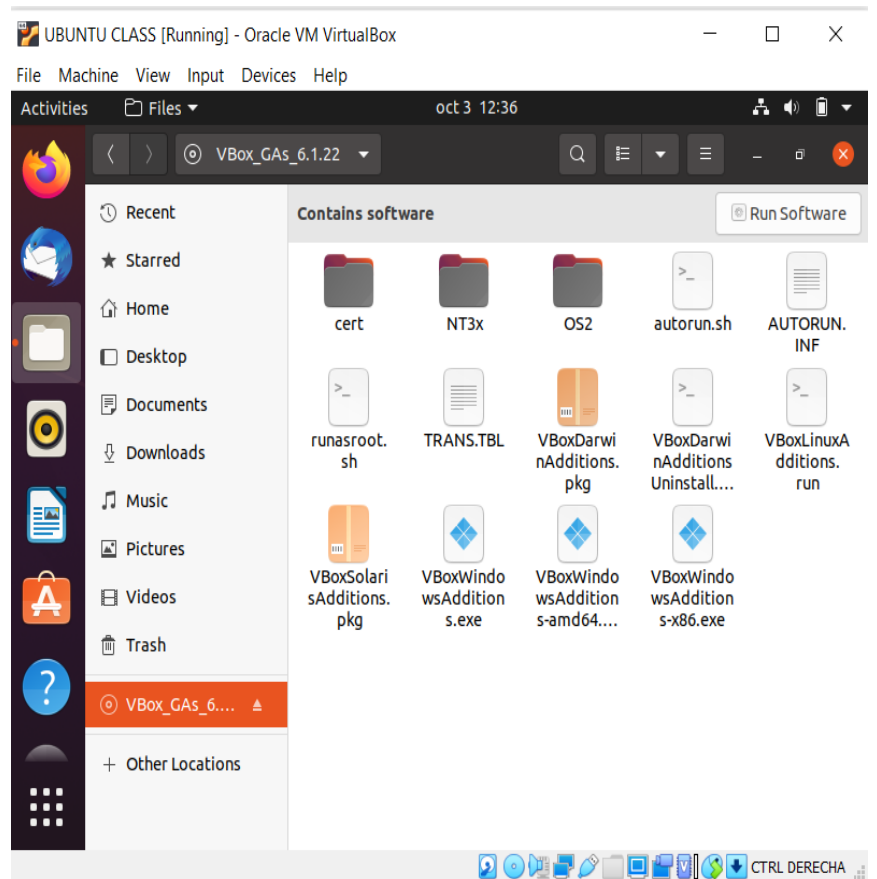 UBUNTU CLASS [Running] - Oracle VM VirtualBox
File Machine View Input Devices Help
Activities Files oct 3 12:36
VBox_GAs_6.1.22
Recent
Starred
Home
Desktop
Documents
Downloads
Music
Pictures
Videos
Trash
VBox_GAs_6....
+ Other Locations
Contains software Run Software
cert NT3x OS2 autorun.sh AUTORUN.
INF
runasroot. TRANS.TBL VBoxDarwi VBoxDarwi VBoxLinuxA
sh nAdditions. nAdditions dditions.
pkg Uninstall.... run
VBoxSolari VBoxWindo VBoxWindo VBoxWindo
sAdditions. wsAddition wsAddition wsAddition
pkg s.exe s-amd64.... s-x86.exe
CTRL DERECHA